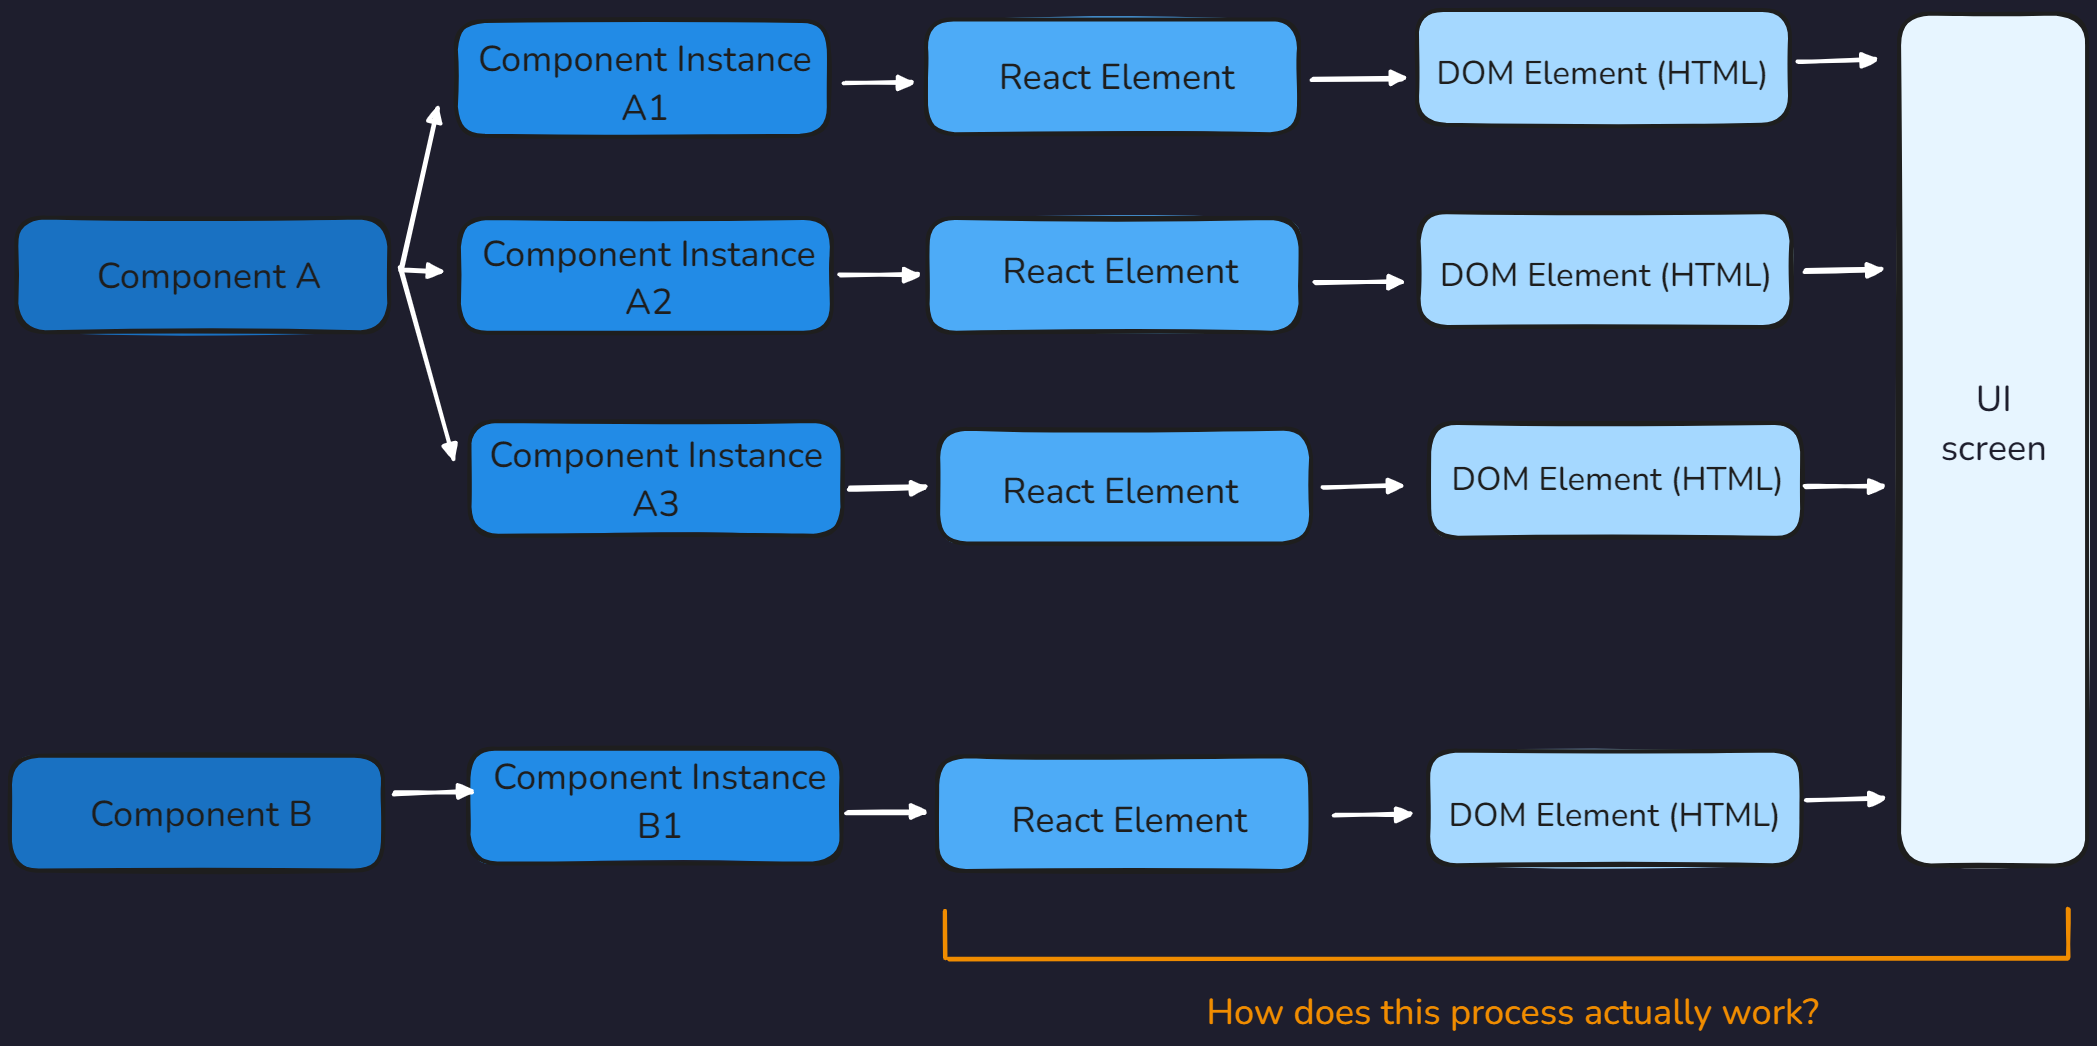 Component Instance
A1
React Element
DOM Element (HTML)
Component A
Component Instance
A2
React Element
DOM Element (HTML)
Component Instance
A3
React Element
DOM Element (HTML)
UI
screen
Component B
Component Instance
B1
React Element
DOM Element (HTML)
How does this process actually work?